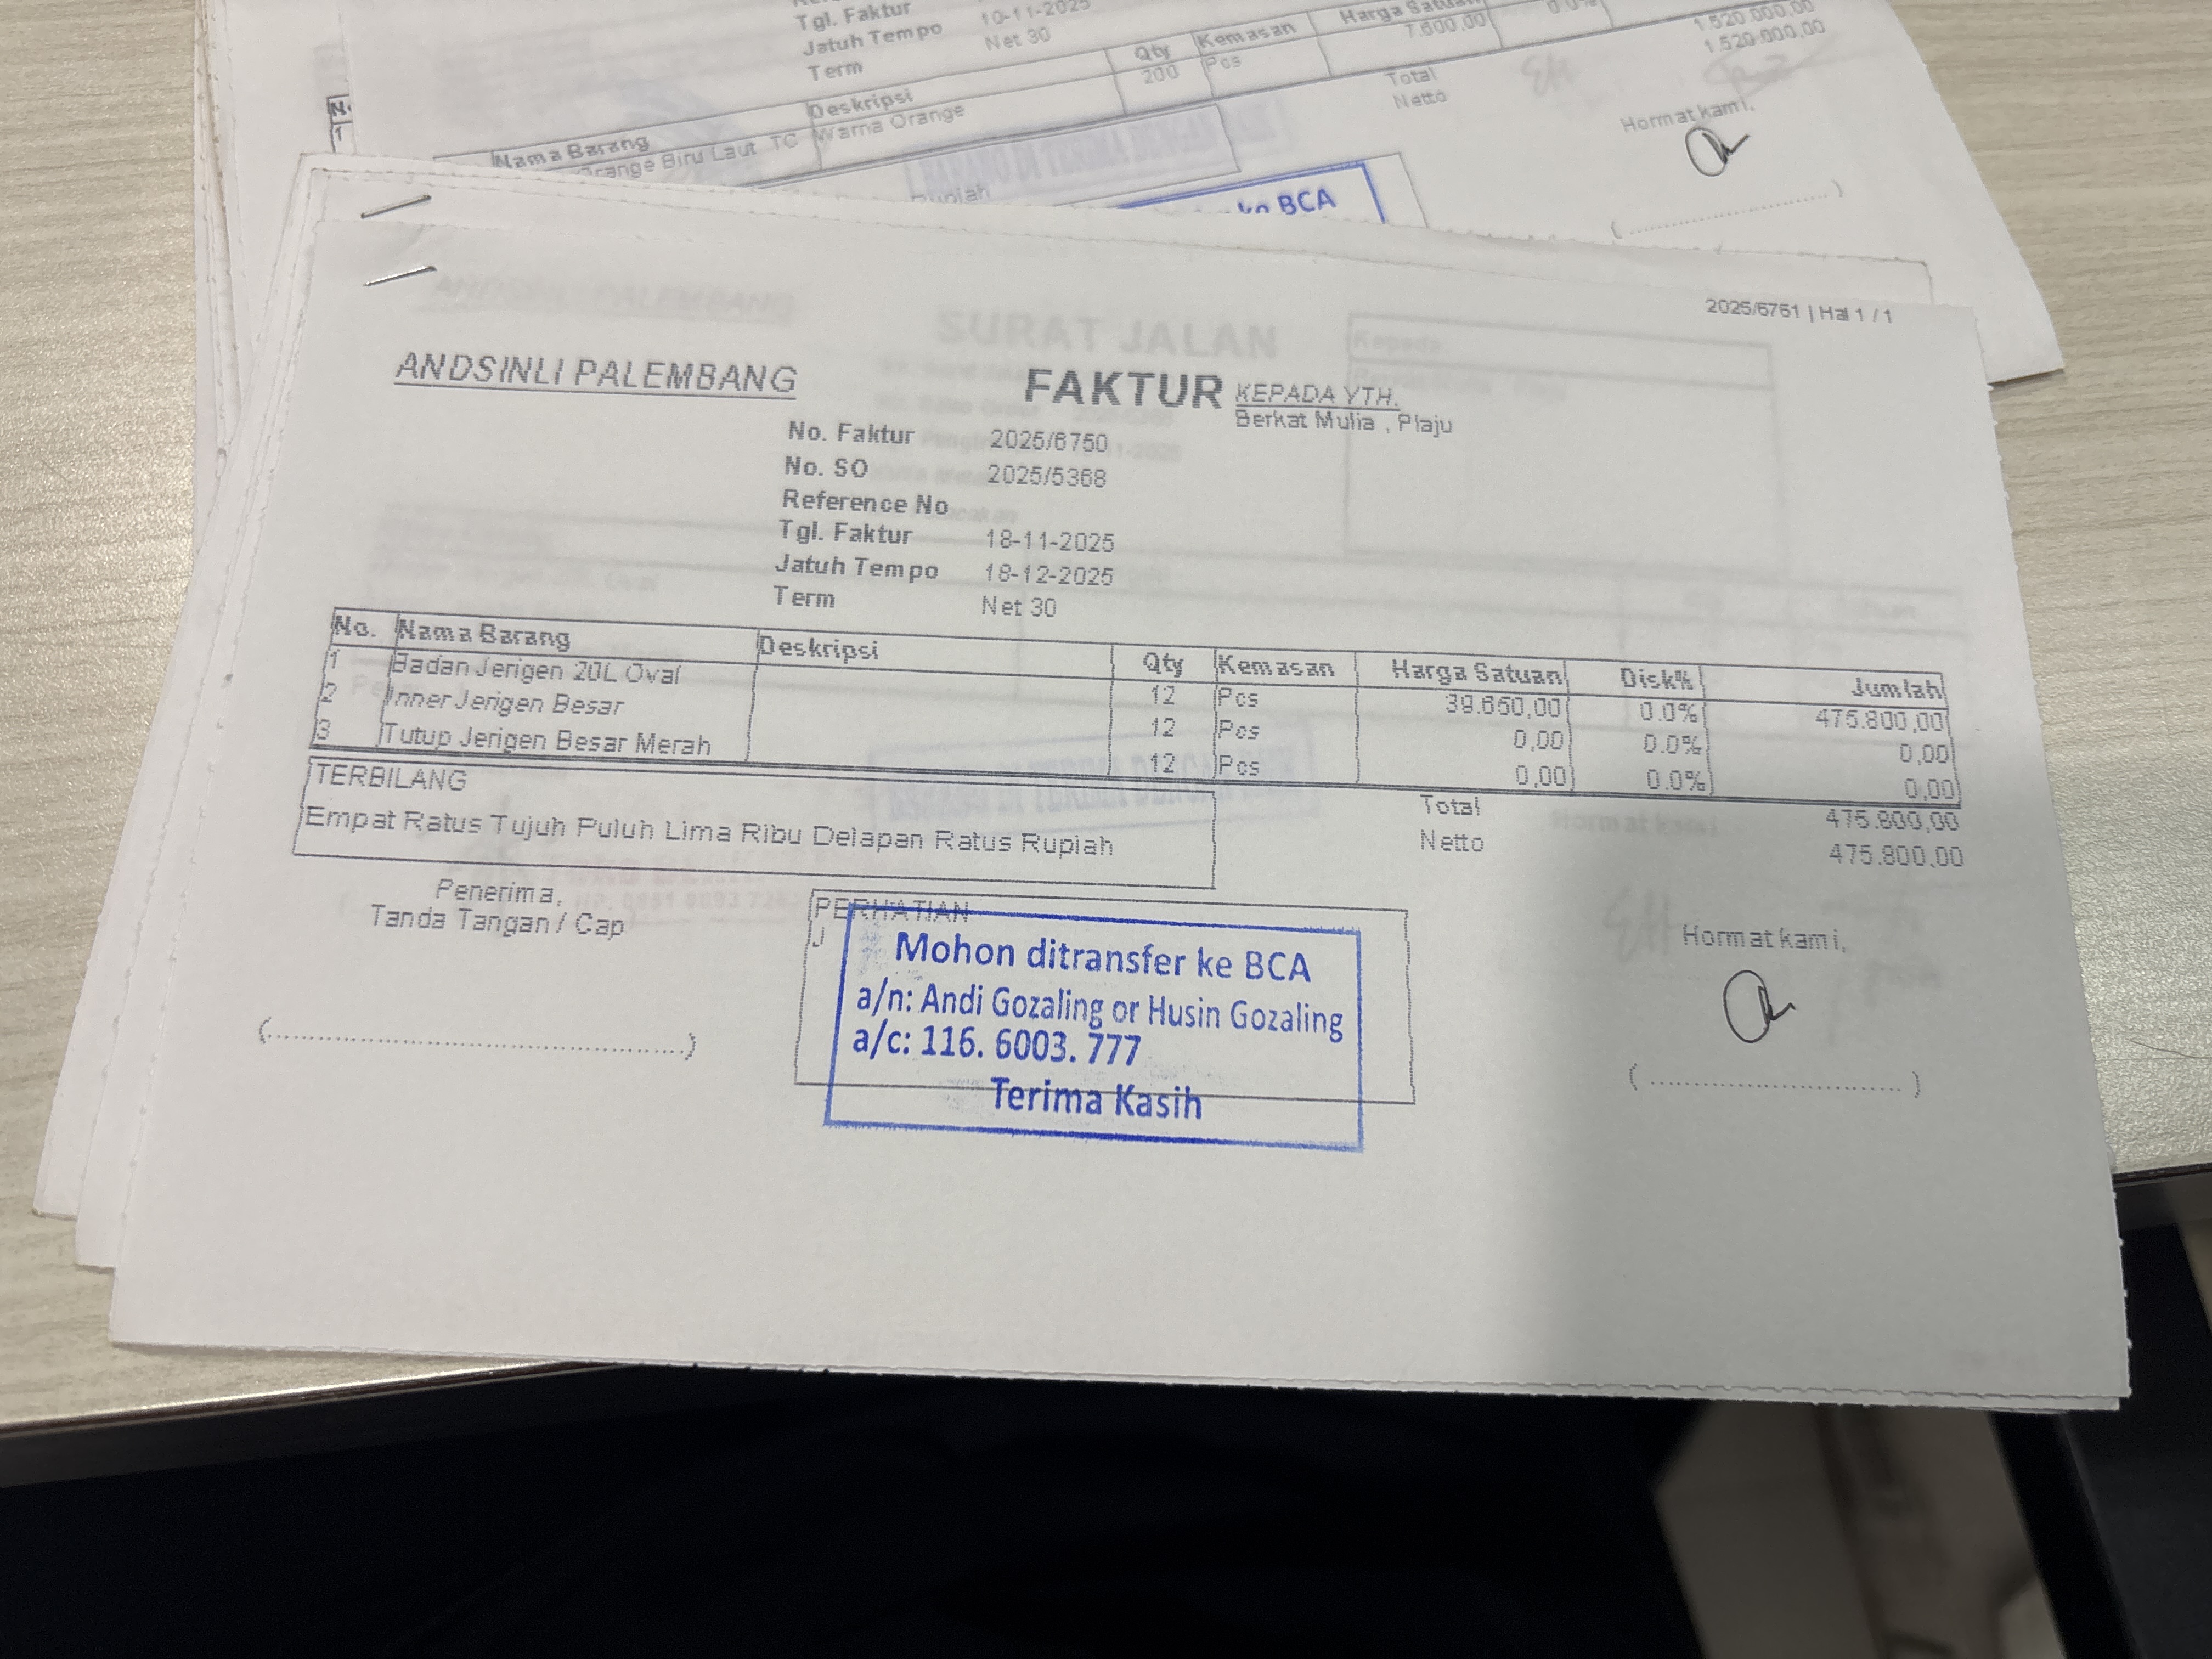 Tgl. Faktur 10-11-2025
Jatuh Tempo Net 30
Term
Nama Barang Deskripsi Qty Kemasan Harga Satuan
Orange Biru Laut TC Warna Orange 200 Pcs 7.600,00 1.520.000,00
Total 1.520.000,00
Netto
Hormat kami,
Rupiah
ke BCA
2025/6761 | Hal 1 / 1
ANDSINLI PALEMBANG
FAKTUR
KEPADA YTH.
Berkat Mulia , Plaju
No. Faktur 2025/6750
No. SO 2025/5368
Reference No
Tgl. Faktur 18-11-2025
Jatuh Tempo 18-12-2025
Term Net 30
No. Nama Barang Deskripsi Qty Kemasan Harga Satuan Disk% Jumlah
1 Badan Jerigen 20L Oval 12 Pcs 39.650,00 0.0% 475.800,00
2 Inner Jerigen Besar 12 Pcs 0,00 0.0% 0,00
3 Tutup Jerigen Besar Merah 12 Pcs 0,00 0.0% 0,00
TERBILANG
Empat Ratus Tujuh Puluh Lima Ribu Delapan Ratus Rupiah
Total 475.800,00
Netto 475.800,00
Penerima,
Tanda Tangan / Cap
PERHATIAN
J
Mohon ditransfer ke BCA
a/n: Andi Gozaling or Husin Gozaling
a/c: 116. 6003. 777
Terima Kasih
Hormat kami,